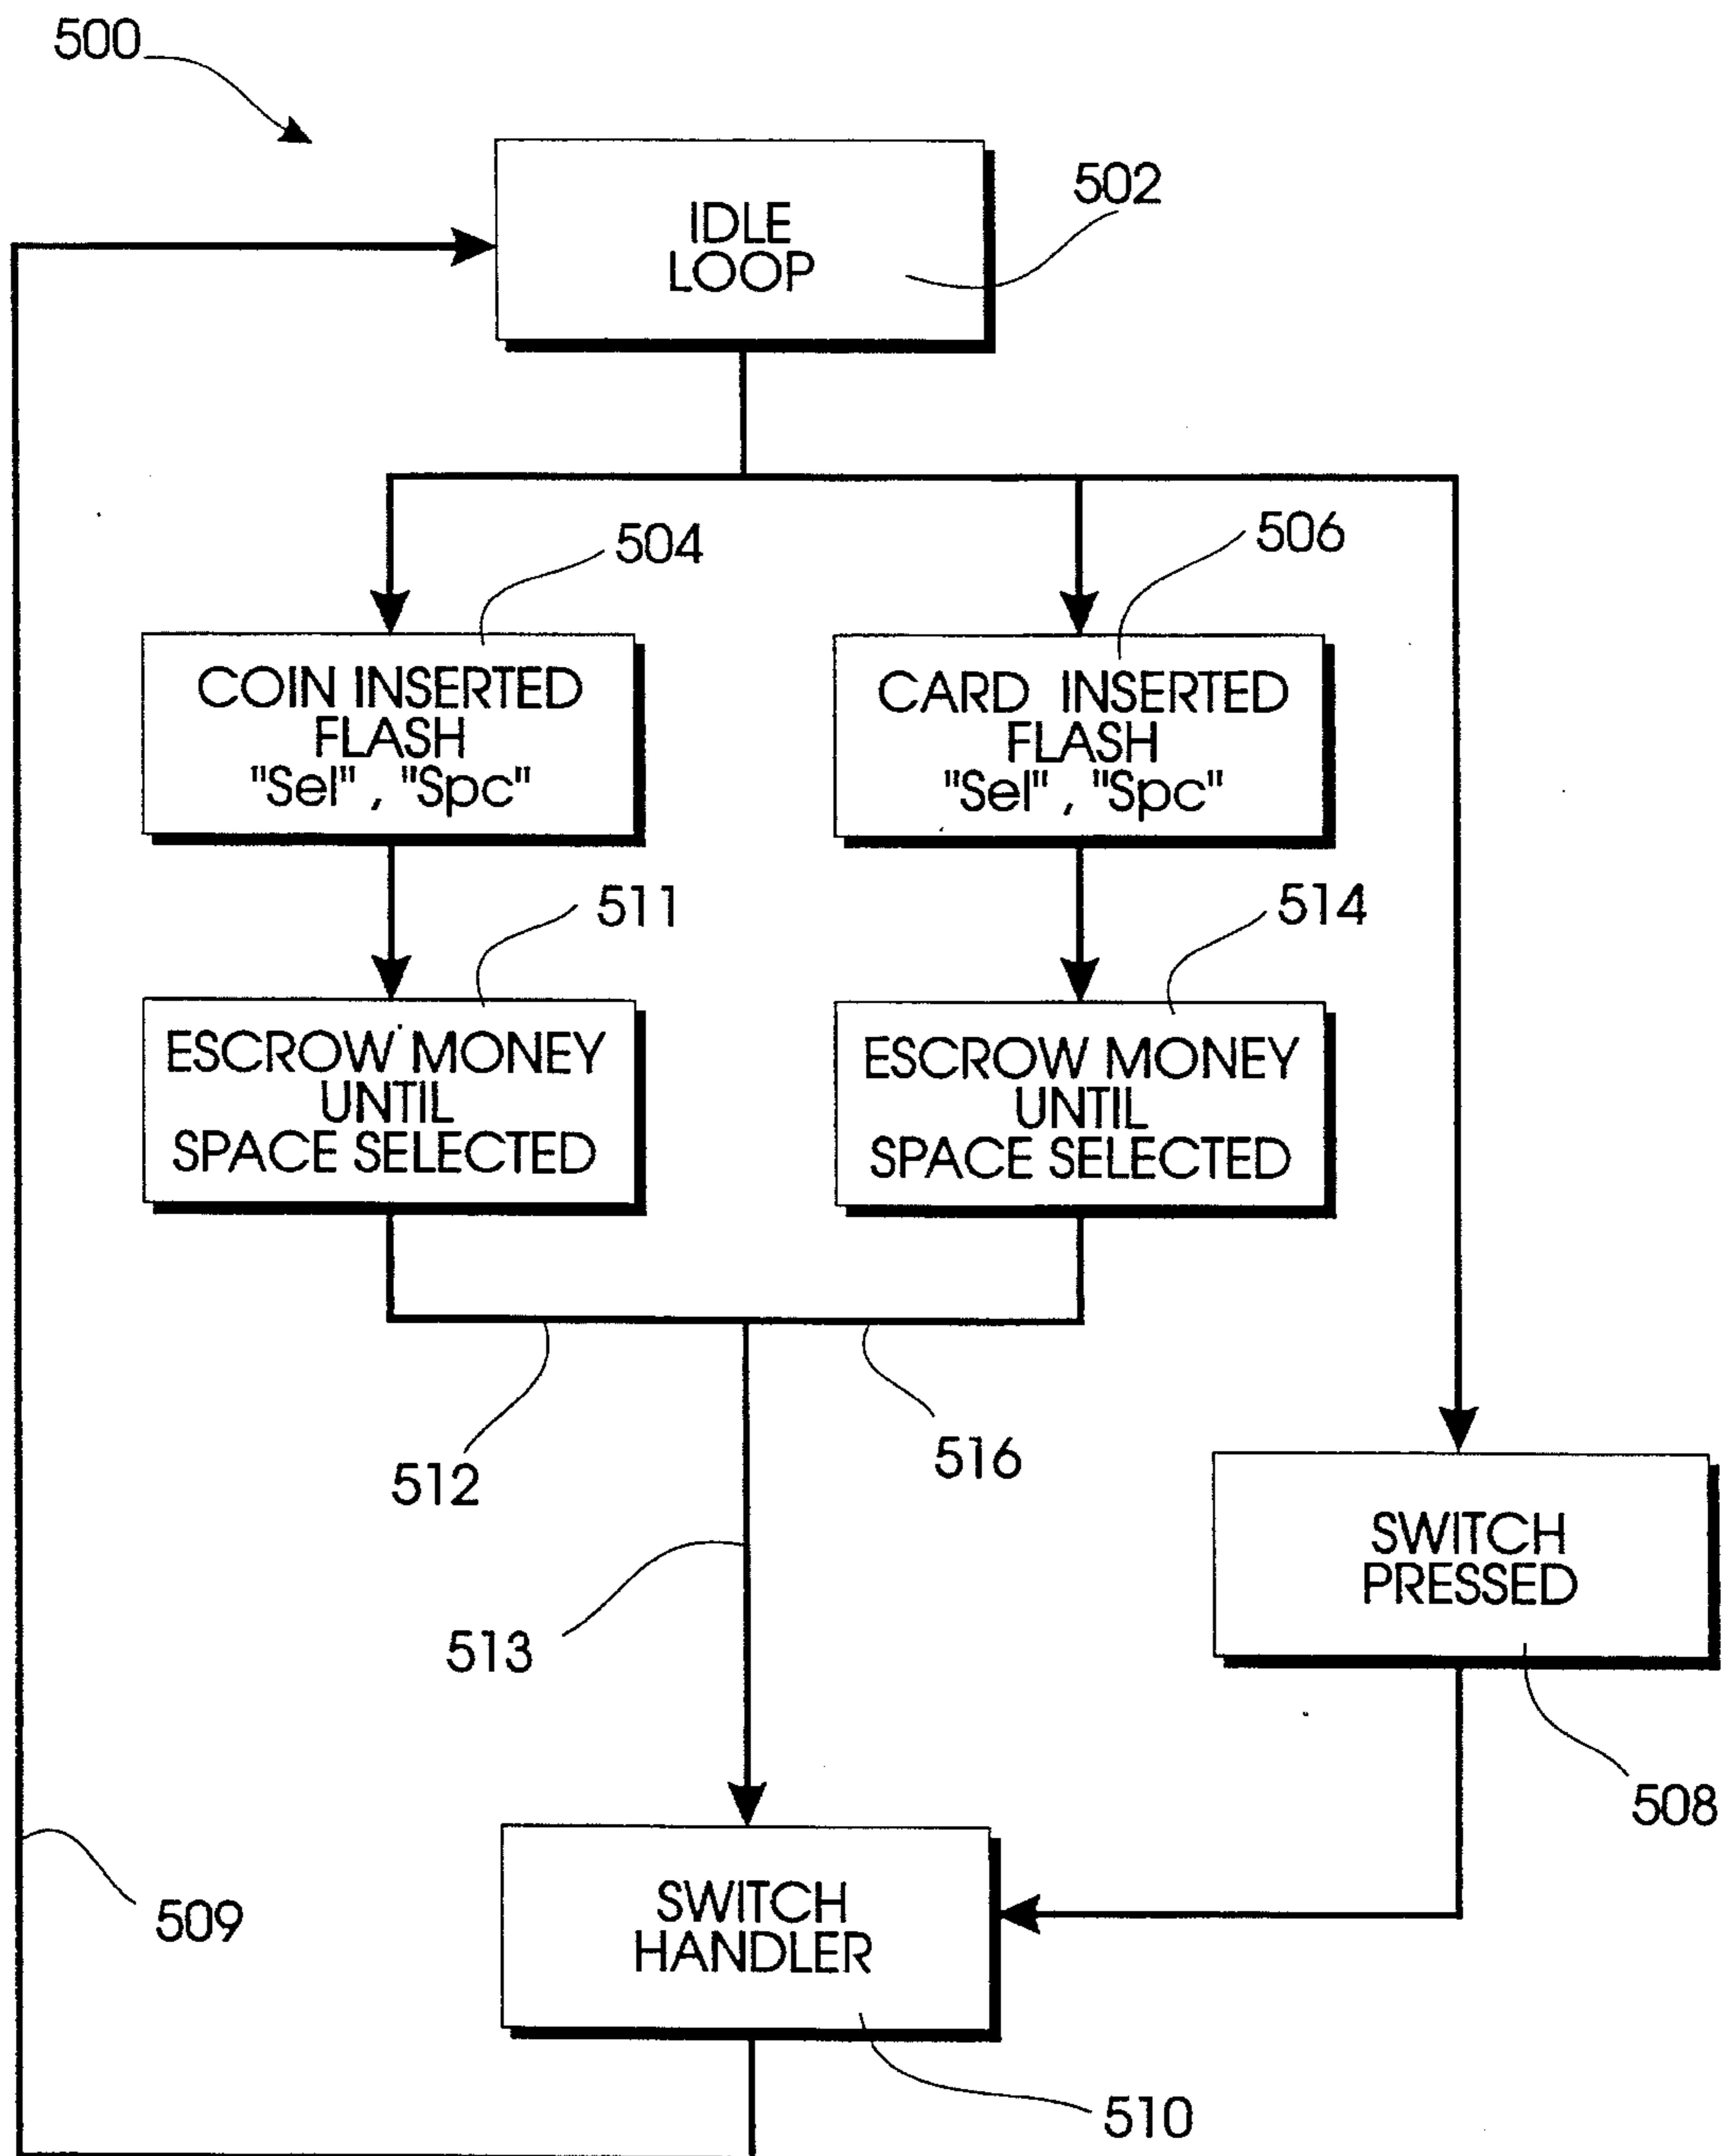 500
IDLE
LOOP
502
504
506
COIN INSERTED
FLASH
"Sel" , "Spc"
CARD INSERTED
FLASH
"Sel" , "Spc"
511
514
ESCROW MONEY
UNTIL
SPACE SELECTED
ESCROW MONEY
UNTIL
SPACE SELECTED
512
516
SWITCH
PRESSED
513
508
SWITCH
HANDLER
509
510